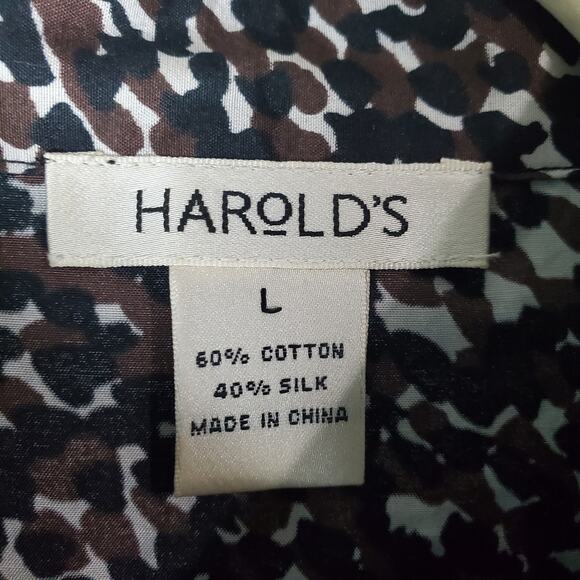 HAROLD'S
L
60% COTTON
40% SILK
MADE IN CHINA